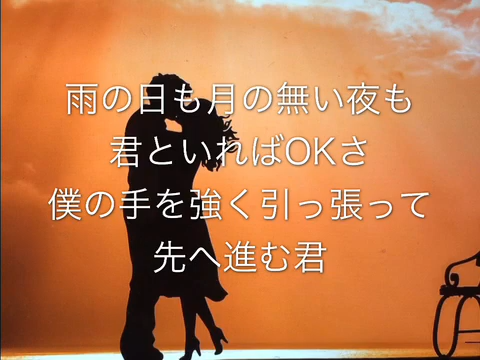 雨の日も月の無い夜も
君といればOKさ
僕の手を強く引っ張って
先へ進む君